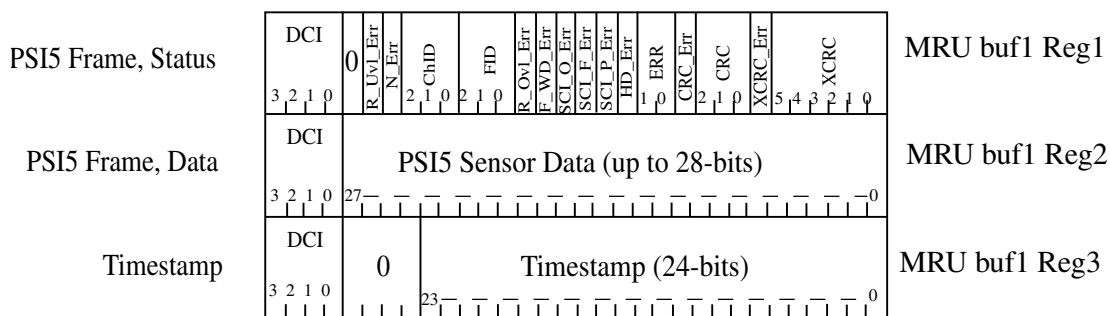 DCI 0 R_Uvl_Err N_Err ChID FID R_Ovl_Err F_WD_Err SCI_O_Err SCI_F_Err SCI_P_Err HD_Err ERR CRC_Err CRC XCRC_Err XCRC
PSI5 Frame, Status MRU buf1 Reg1
3 2 1 0 2 1 0 2 1 0 1 0 2 1 0 5 4 3 2 1 0
DCI
PSI5 Frame, Data PSI5 Sensor Data (up to 28-bits) MRU buf1 Reg2
3 2 1 0 27 0
DCI
Timestamp 0 Timestamp (24-bits) MRU buf1 Reg3
3 2 1 0 23 0